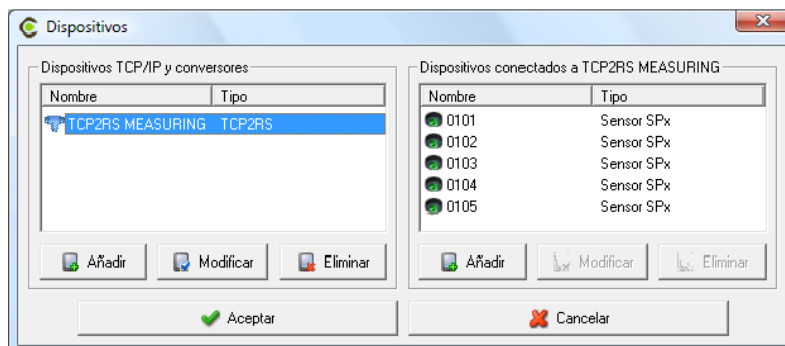 Dispositivos
Dispositivos TCP/IP y conversores
Nombre Tipo
TCP2RS MEASURING TCP2RS
Añadir Modificar Eliminar
Dispositivos conectados a TCP2RS MEASURING
Nombre Tipo
0101 Sensor SPx
0102 Sensor SPx
0103 Sensor SPx
0104 Sensor SPx
0105 Sensor SPx
Añadir Modificar Eliminar
Aceptar Cancelar